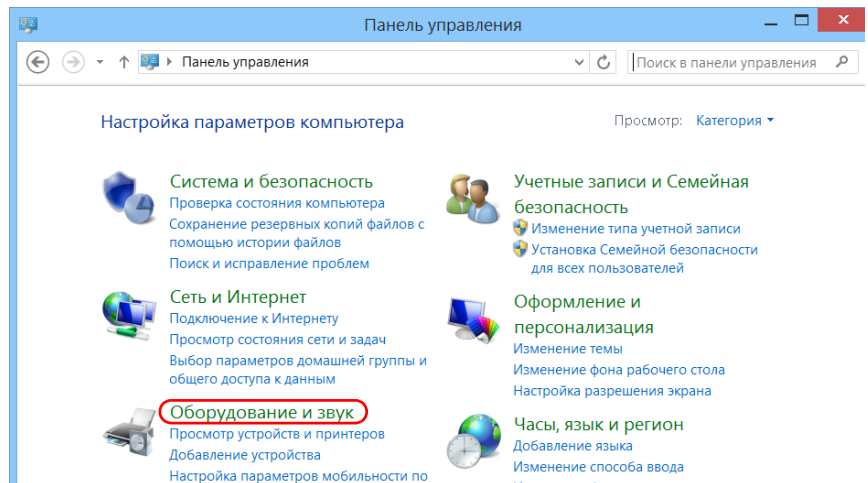 Панель управления
Панель управления
Поиск в панели управления
Настройка параметров компьютера
Просмотр: Категория
Система и безопасность
Проверка состояния компьютера
Сохранение резервных копий файлов с
помощью истории файлов
Поиск и исправление проблем
Сеть и Интернет
Подключение к Интернету
Просмотр состояния сети и задач
Выбор параметров домашней группы и
общего доступа к данным
Оборудование и звук
Просмотр устройств и принтеров
Добавление устройства
Настройка параметров мобильности по
Учетные записи и Семейная
безопасность
Изменение типа учетной записи
Установка Семейной безопасности
для всех пользователей
Оформление и
персонализация
Изменение темы
Изменение фона рабочего стола
Настройка разрешения экрана
Часы, язык и регион
Добавление языка
Изменение способа ввода